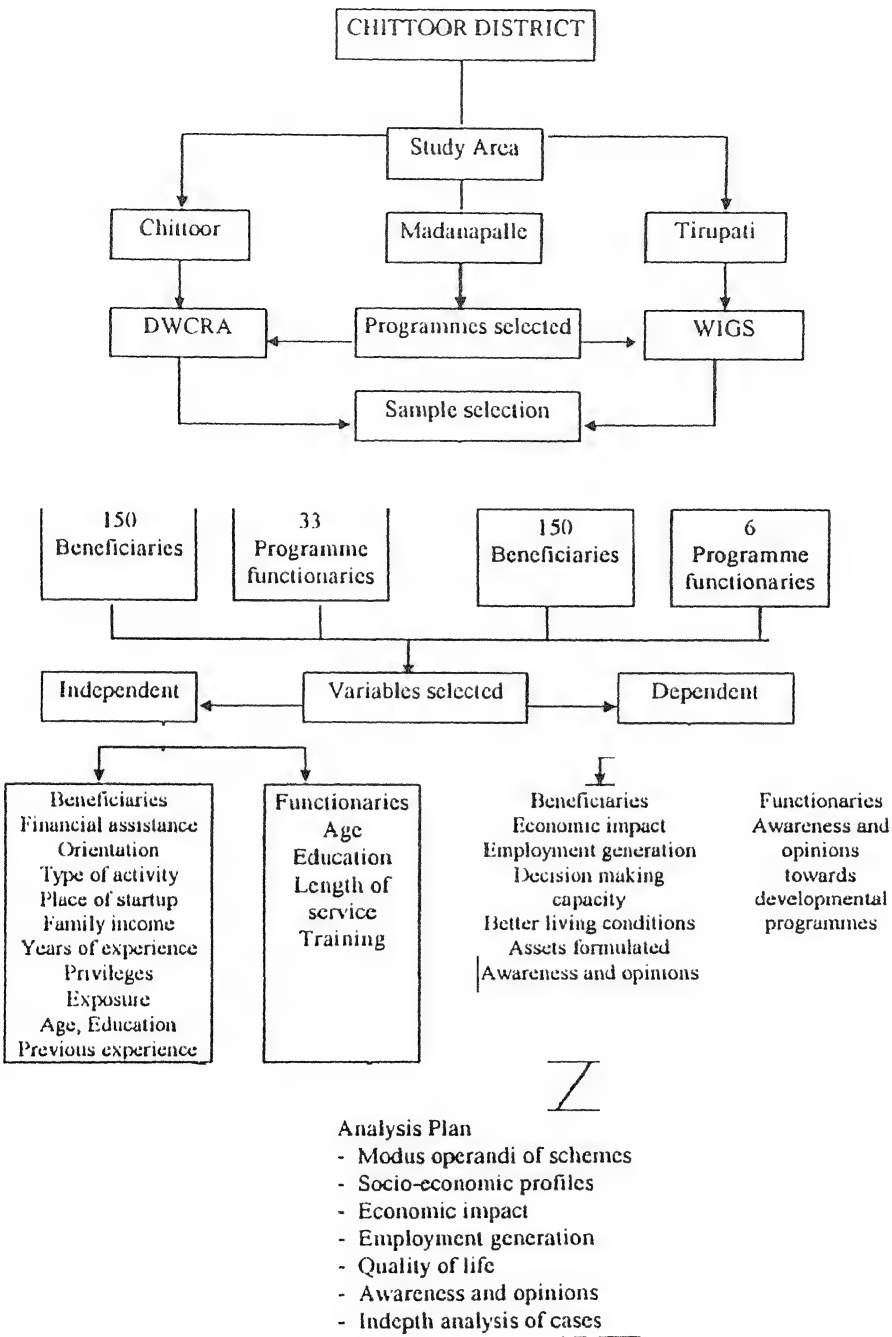 CHITTOOR DISTRICT
Study Area
Chittoor
Madanapalle
Tirupati
DWCRA
Programmes selected
WIGS
Sample selection
150
Beneficiaries
33
Programme
functionaries
150
Beneficiaries
6
Programme
functionaries
Independent
Variables selected
Dependent
Beneficiaries
Financial assistance
Orientation
Type of activity
Place of startup
Family income
Years of experience
Privileges
Exposure
Age, Education
Previous experience
Functionaries
Age
Education
Length of
service
Training
Beneficiaries
Economic impact
Employment generation
Decision making
capacity
Better living conditions
Assets formulated
Awareness and opinions
Functionaries
Awareness and
opinions
towards
developmental
programmes
Analysis Plan
- Modus operandi of schemes
- Socio-economic profiles
- Economic impact
- Employment generation
- Quality of life
- Awareness and opinions
- Indepth analysis of cases